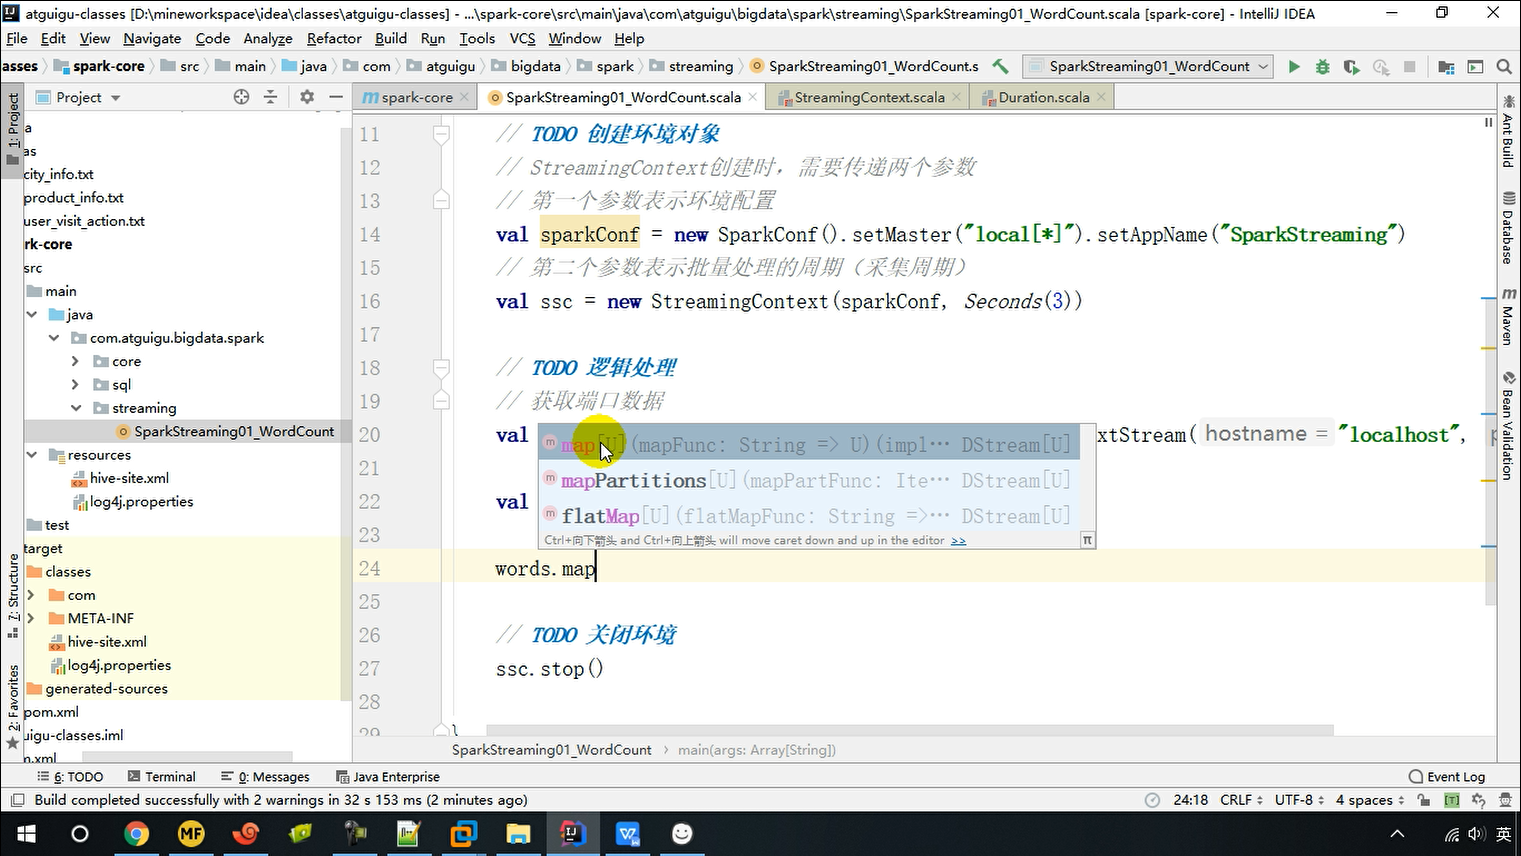 atguigu-classes [D:\mineworkspace\idea\classes\atguigu-classes] - ...\spark-core\src\main\java\com\atguigu\bigdata\spark\streaming\SparkStreaming01_WordCount.scala [spark-core] - IntelliJ IDEA
File Edit View Navigate Code Analyze Refactor Build Run Tools VCS Window Help
asses spark-core src main java com atguigu bigdata spark streaming SparkStreaming01_WordCount.s SparkStreaming01_WordCount
Project
spark-core SparkStreaming01_WordCount.scala StreamingContext.scala Duration.scala
1: Project
7: Structure
2: Favorites
a
as
city_info.txt
product_info.txt
user_visit_action.txt
rk-core
src
main
java
com.atguigu.bigdata.spark
core
sql
streaming
SparkStreaming01_WordCount
resources
hive-site.xml
log4j.properties
test
target
classes
com
META-INF
hive-site.xml
log4j.properties
generated-sources
pom.xml
uigu-classes.iml
11 // TODO 创建环境对象
12 // StreamingContext创建时，需要传递两个参数
13 // 第一个参数表示环境配置
14 val sparkConf = new SparkConf().setMaster("local[*]").setAppName("SparkStreaming")
15 // 第二个参数表示批量处理的周期（采集周期）
16 val ssc = new StreamingContext(sparkConf, Seconds(3))
17
18 // TODO 逻辑处理
19 // 获取端口数据
20 val xtStream( hostname = "localhost", p
map[U](mapFunc: String => U)(impl… DStream[U]
21
mapPartitions[U](mapPartFunc: Ite… DStream[U]
22 val
flatMap[U](flatMapFunc: String =>… DStream[U]
23
Ctrl+向下箭头 and Ctrl+向上箭头 will move caret down and up in the editor >> π
24 words.map
25
26 // TODO 关闭环境
27 ssc.stop()
28
29 }
SparkStreaming01_WordCount main(args: Array[String])
Ant Build
Database
Maven
Bean Validation
6: TODO Terminal 0: Messages Java Enterprise Event Log
Build completed successfully with 2 warnings in 32 s 153 ms (2 minutes ago) 24:18 CRLF UTF-8 4 spaces [T]
MF 英